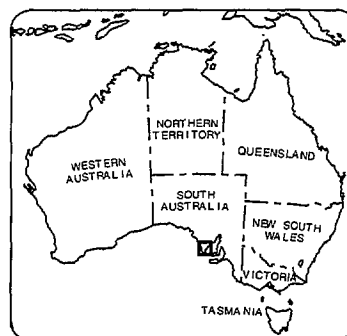 NORTHERN
TERRITORY
QUEENSLAND
WESTERN
AUSTRALIA
SOUTH
AUSTRALIA
NEW SOUTH
WALES
VICTORIA
TASMANIA